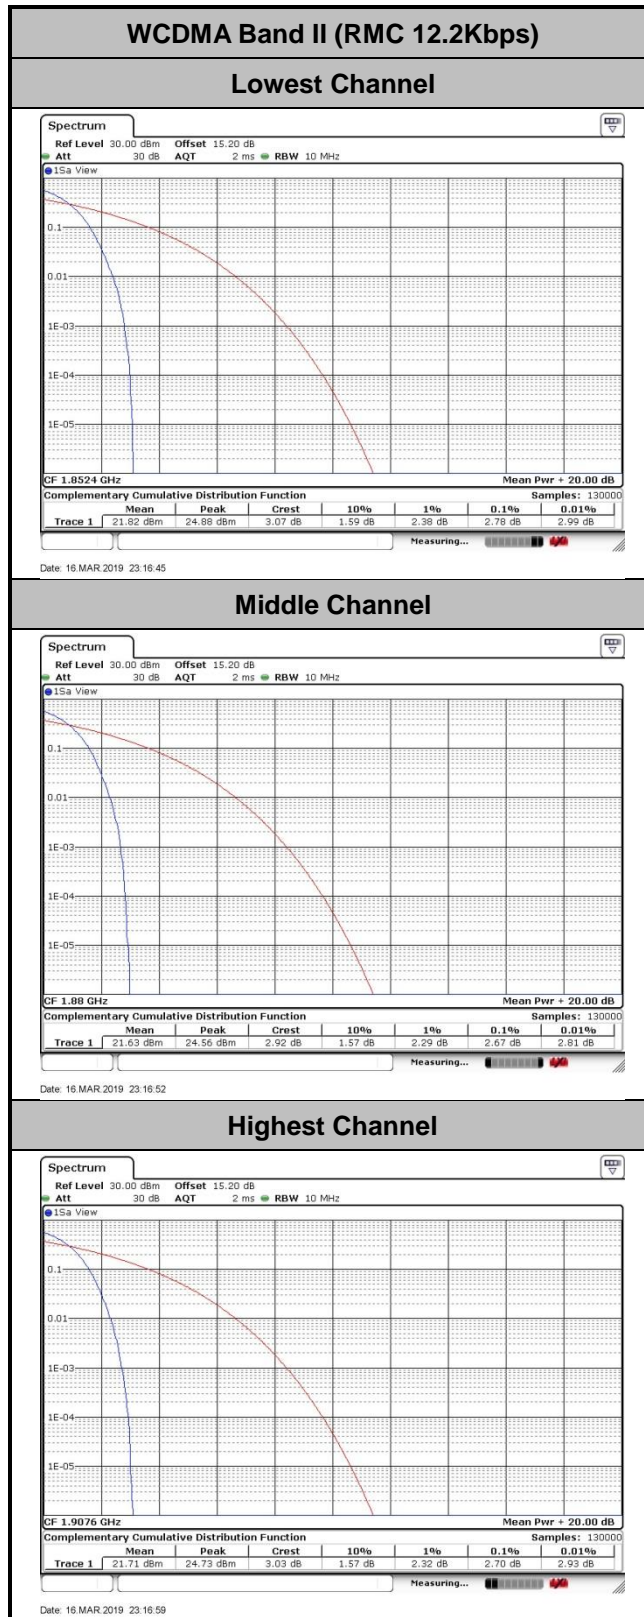 WCDMA Band II (RMC 12.2Kbps)
Lowest Channel
Spectrum
Ref Level 30.00 dBm Offset 15.20 dB
Att 30 dB AQT 2 ms RBW 10 MHz
1Sa View
0.1
0.01
1E-03
1E-04
1E-05
CF 1.8524 GHz Mean Pwr + 20.00 dB
Complementary Cumulative Distribution Function Samples: 130000
Mean Peak Crest 10% 1% 0.1% 0.01%
Trace 1 21.82 dBm 24.88 dBm 3.07 dB 1.59 dB 2.38 dB 2.78 dB 2.99 dB
Measuring...
Date: 16.MAR.2019 23:16:45
Middle Channel
Spectrum
Ref Level 30.00 dBm Offset 15.20 dB
Att 30 dB AQT 2 ms RBW 10 MHz
1Sa View
0.1
0.01
1E-03
1E-04
1E-05
CF 1.88 GHz Mean Pwr + 20.00 dB
Complementary Cumulative Distribution Function Samples: 130000
Mean Peak Crest 10% 1% 0.1% 0.01%
Trace 1 21.63 dBm 24.56 dBm 2.92 dB 1.57 dB 2.29 dB 2.67 dB 2.81 dB
Measuring...
Date: 16.MAR.2019 23:16:52
Highest Channel
Spectrum
Ref Level 30.00 dBm Offset 15.20 dB
Att 30 dB AQT 2 ms RBW 10 MHz
1Sa View
0.1
0.01
1E-03
1E-04
1E-05
CF 1.9076 GHz Mean Pwr + 20.00 dB
Complementary Cumulative Distribution Function Samples: 130000
Mean Peak Crest 10% 1% 0.1% 0.01%
Trace 1 21.71 dBm 24.73 dBm 3.03 dB 1.57 dB 2.32 dB 2.70 dB 2.93 dB
Measuring...
Date: 16.MAR.2019 23:16:59